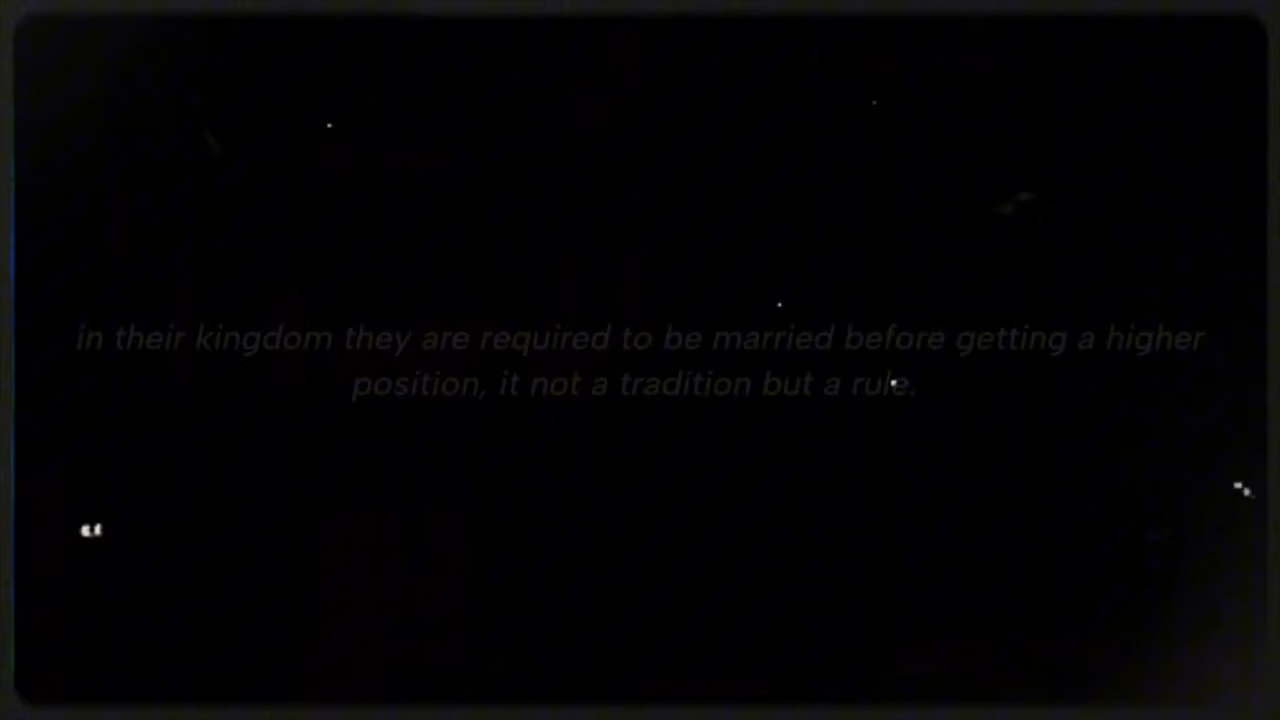 in their kingdom they are required to be married before getting a higher
position, it not a tradition but a rule.